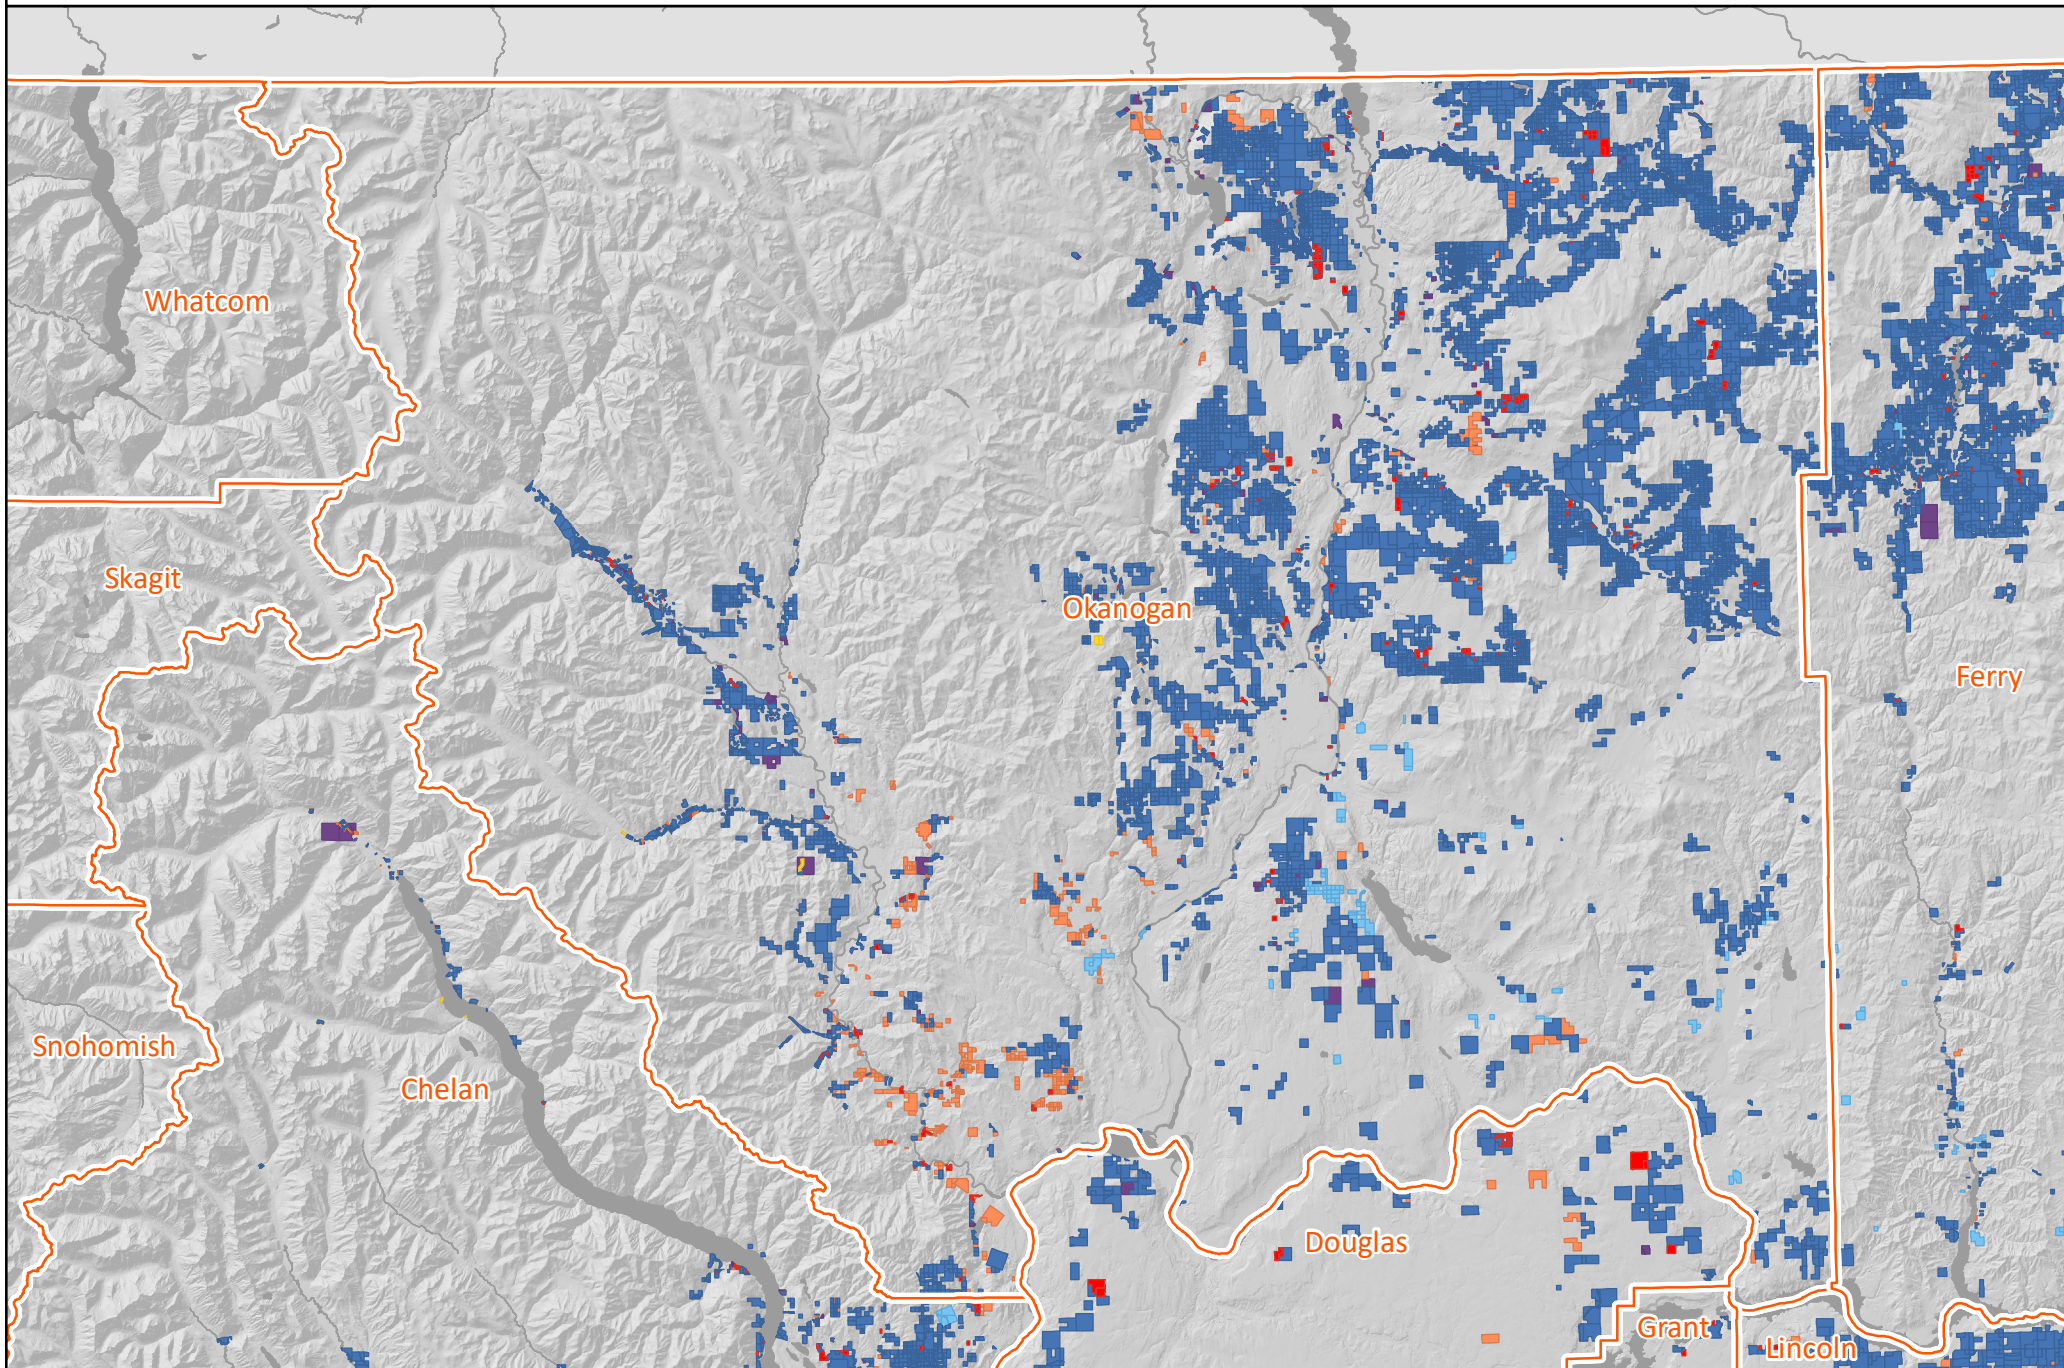 Whatcom
Skagit
Okanogan
Ferry
Snohomish
Chelan
Douglas
Grant
Lincoln